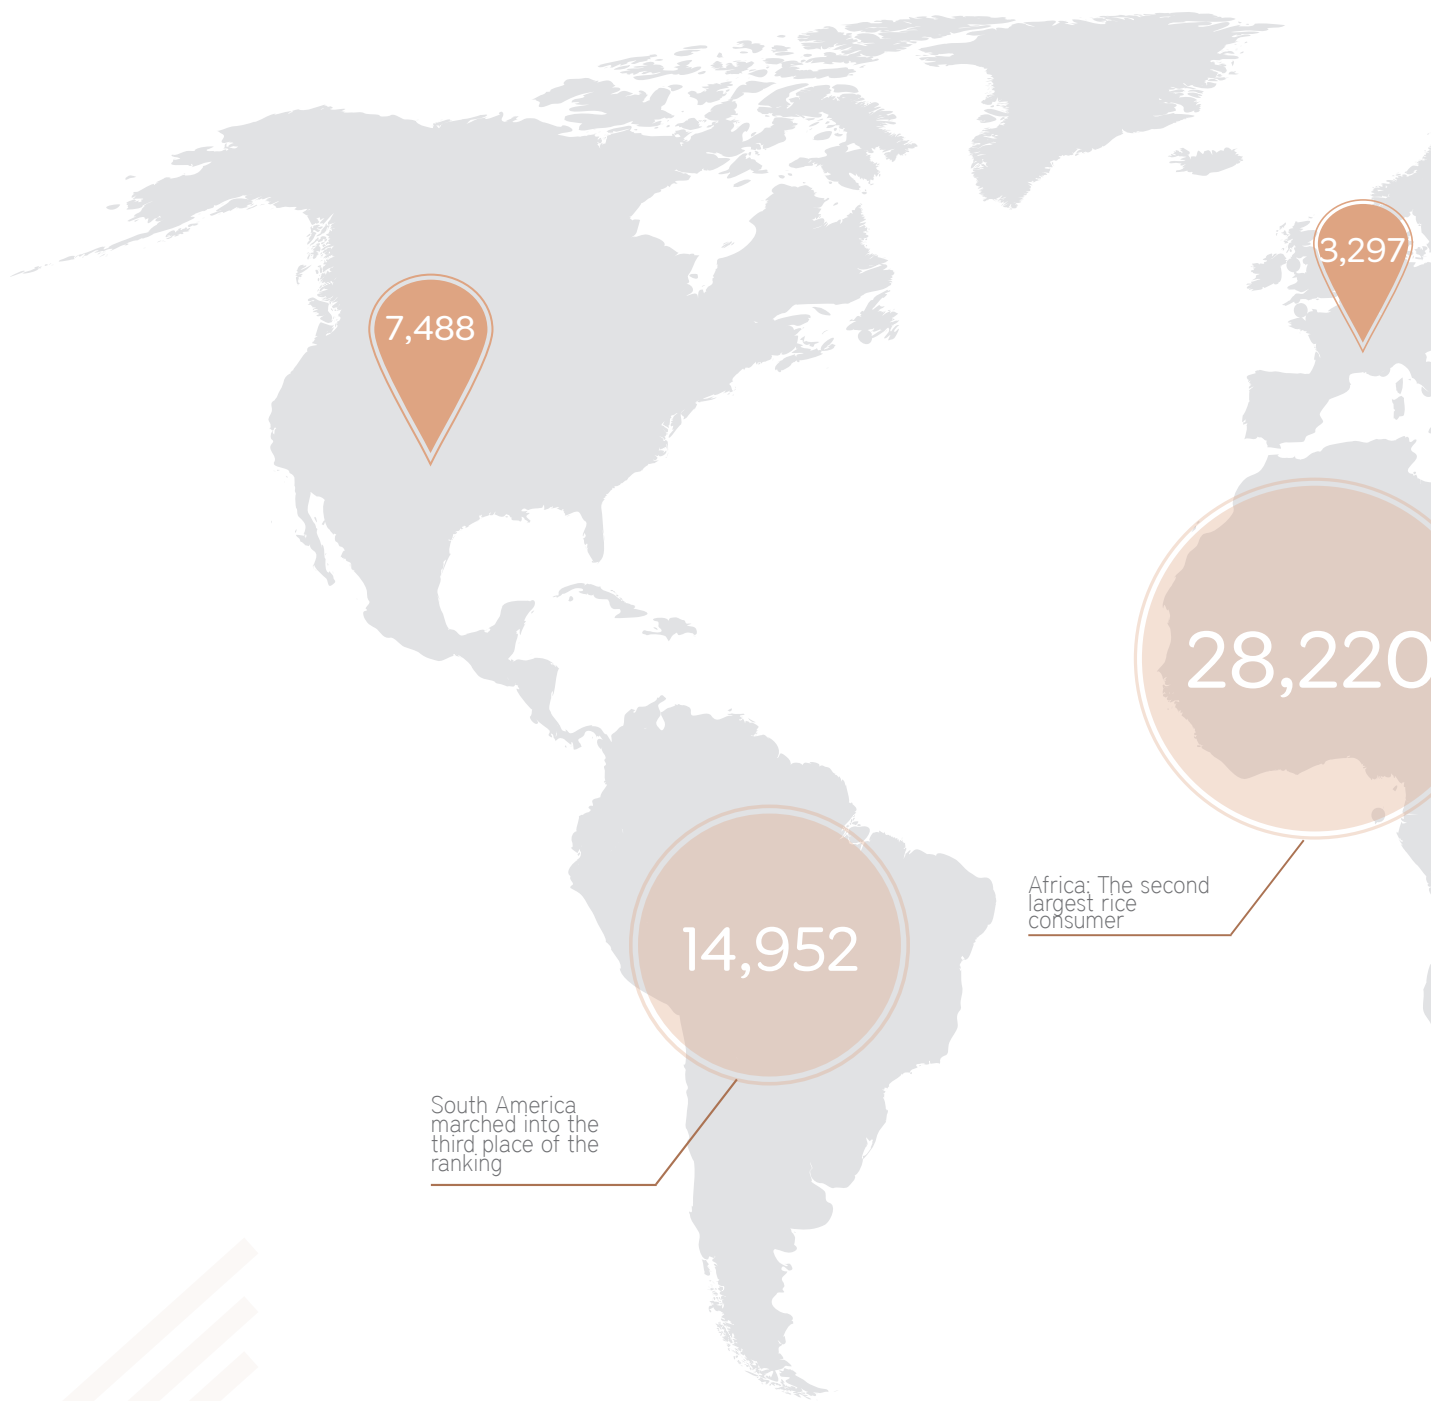 3,297
7,488
28,220
Africa: The second
largest rice
consumer
14,952
South America
marched into the
third place of the
ranking